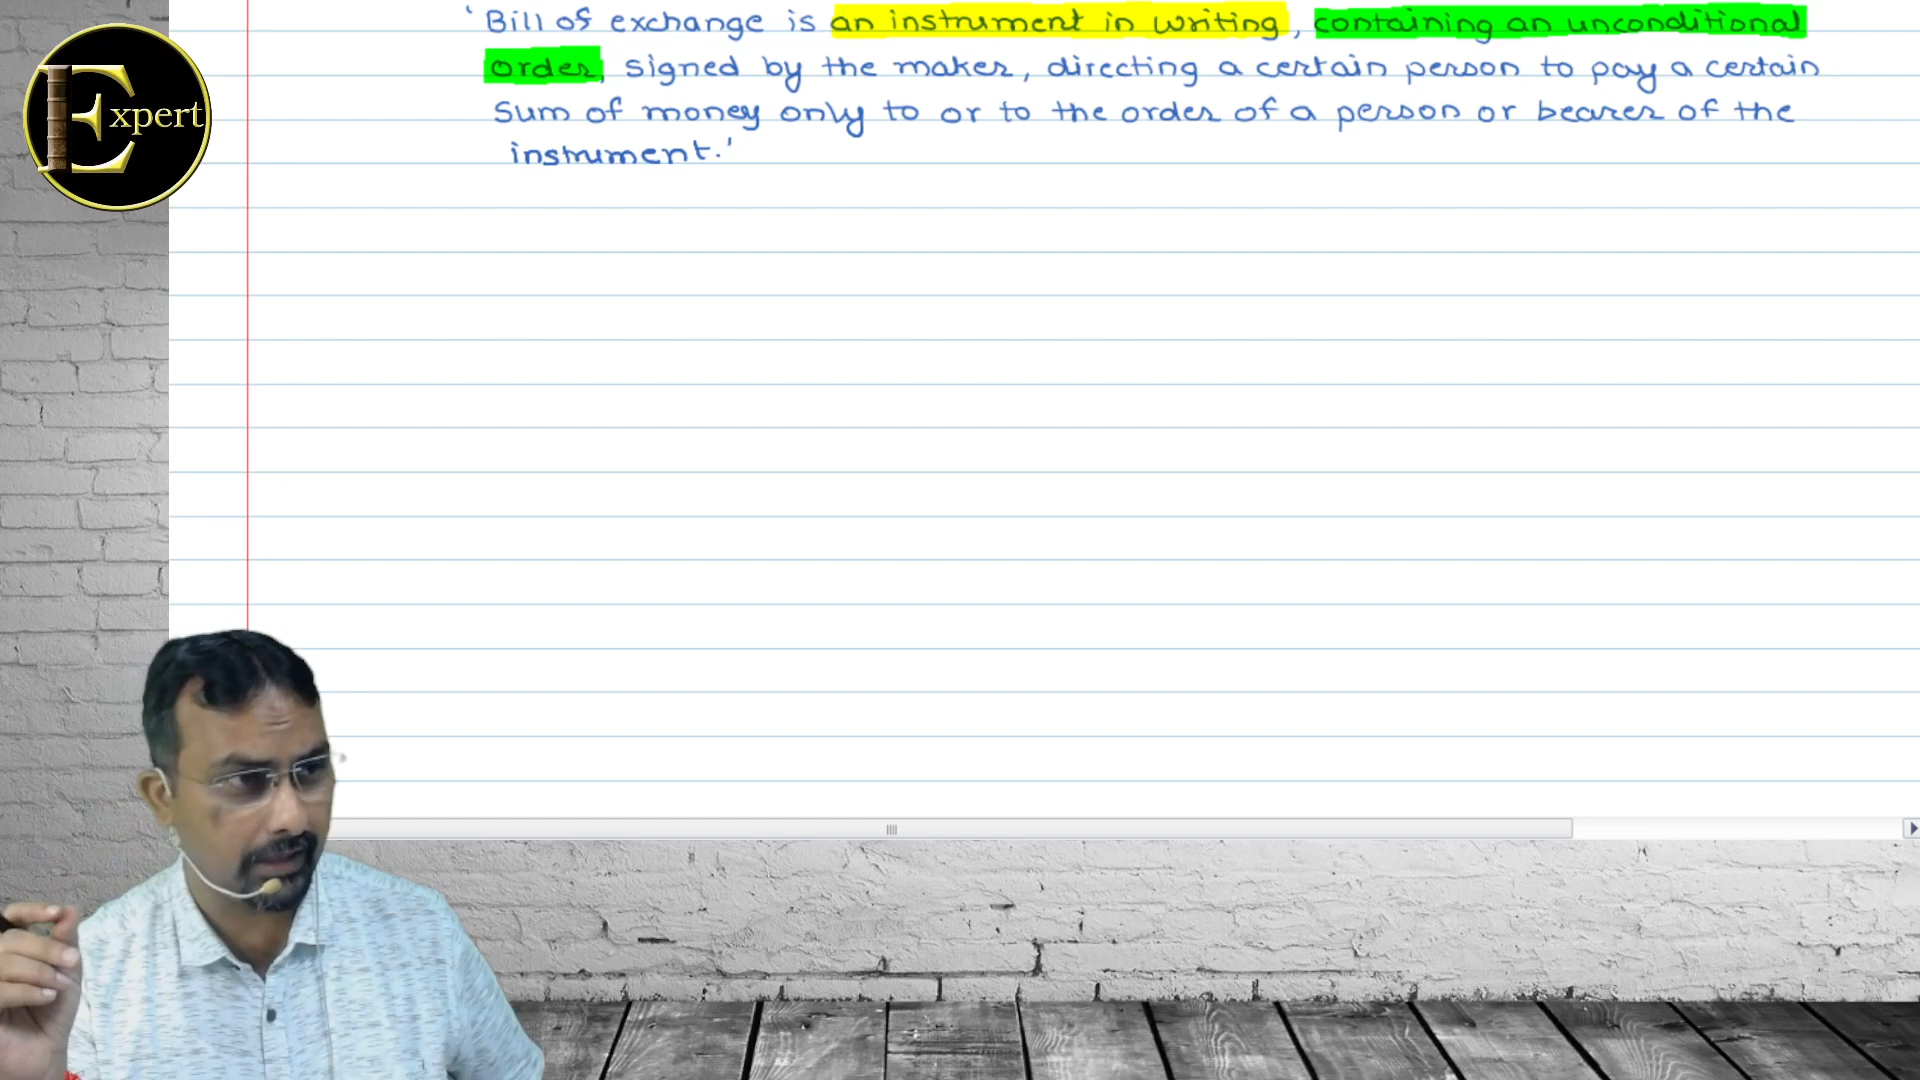 Expert
'Bill of exchange is an instrument in writing, containing an unconditional
order, signed by the maker, directing a certain person to pay a certain
sum of money only to or to the order of a person or bearer of the
instrument.'